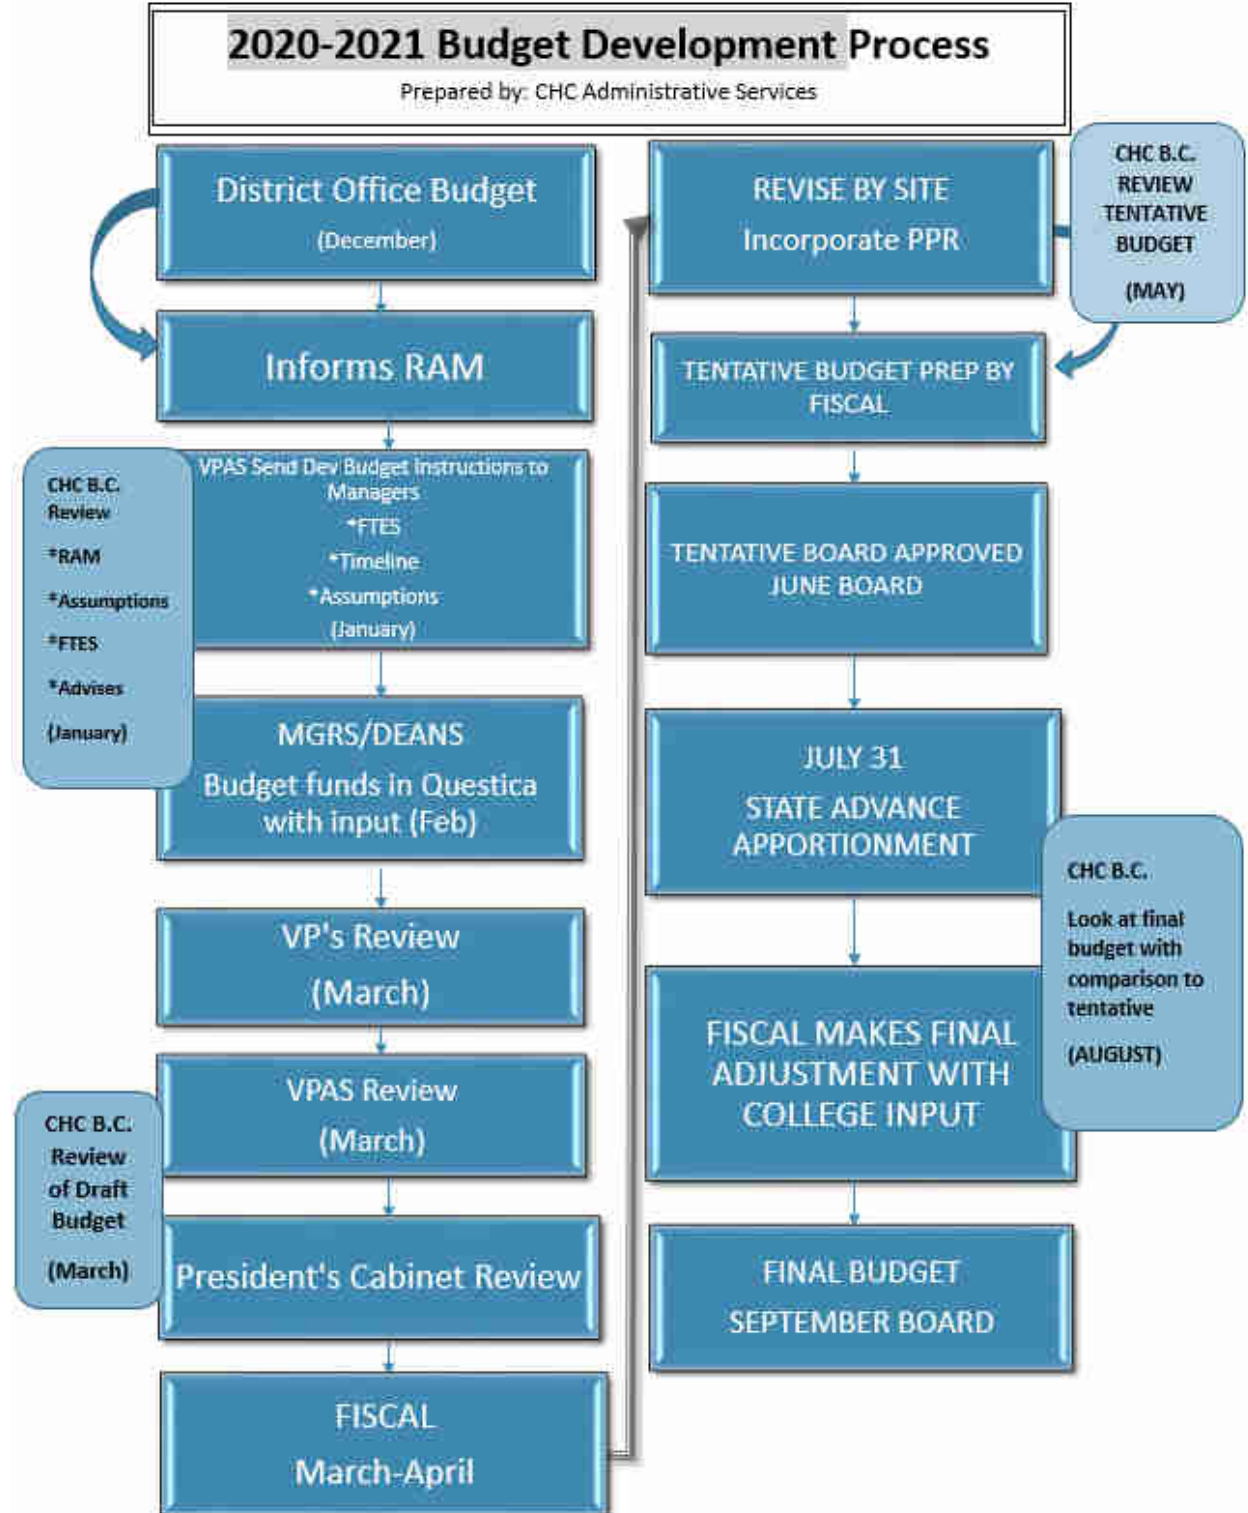 2020-2021 Budget Development Process
Prepared by: CHC Administrative Services
District Office Budget
(December)
Informs RAM
VPAS Send Dev Budget Instructions to
Managers
*FTES
*Timeline
*Assumptions
(January)
CHC B.C.
Review
*RAM
*Assumptions
*FTES
*Advises
(January)
MGRS/DEANS
Budget funds in Questica
with input (Feb)
VP's Review
(March)
VPAS Review
(March)
CHC B.C.
Review
of Draft
Budget
(March)
President's Cabinet Review
FISCAL
March-April
REVISE BY SITE
Incorporate PPR
CHC B.C.
REVIEW
TENTATIVE
BUDGET
(MAY)
TENTATIVE BUDGET PREP BY
FISCAL
TENTATIVE BOARD APPROVED
JUNE BOARD
JULY 31
STATE ADVANCE
APPORTIONMENT
CHC B.C.
Look at final
budget with
comparison to
tentative
(AUGUST)
FISCAL MAKES FINAL
ADJUSTMENT WITH
COLLEGE INPUT
FINAL BUDGET
SEPTEMBER BOARD